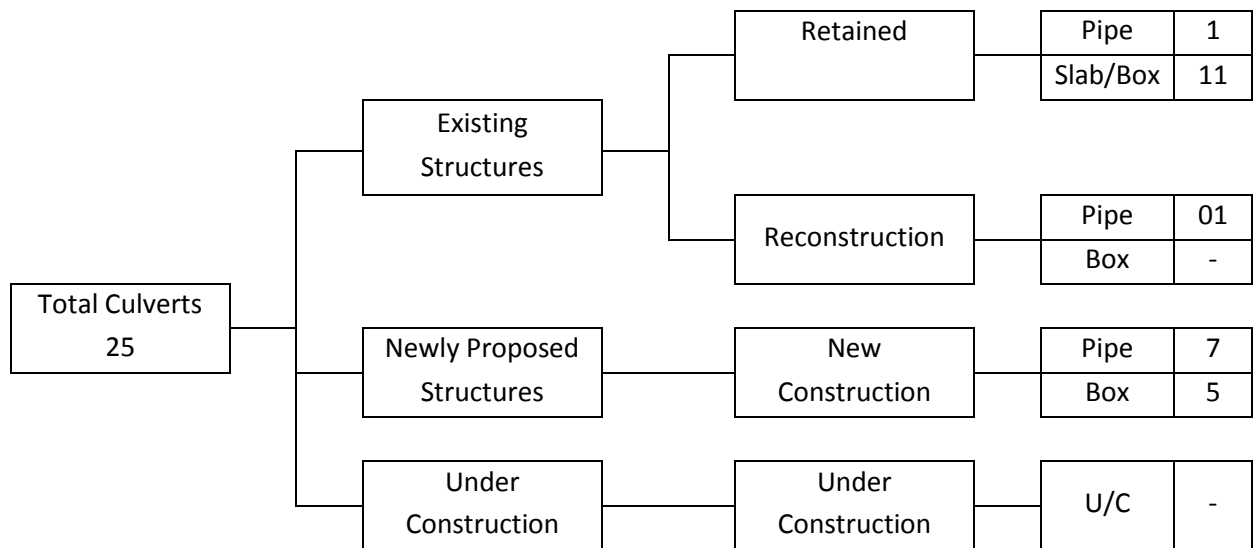 Retained
Pipe 1
Slab/Box 11
Existing
Structures
Reconstruction
Pipe 01
Box -
Total Culverts
25
Newly Proposed
Structures
New
Construction
Pipe 7
Box 5
Under
Construction
Under
Construction
U/C -